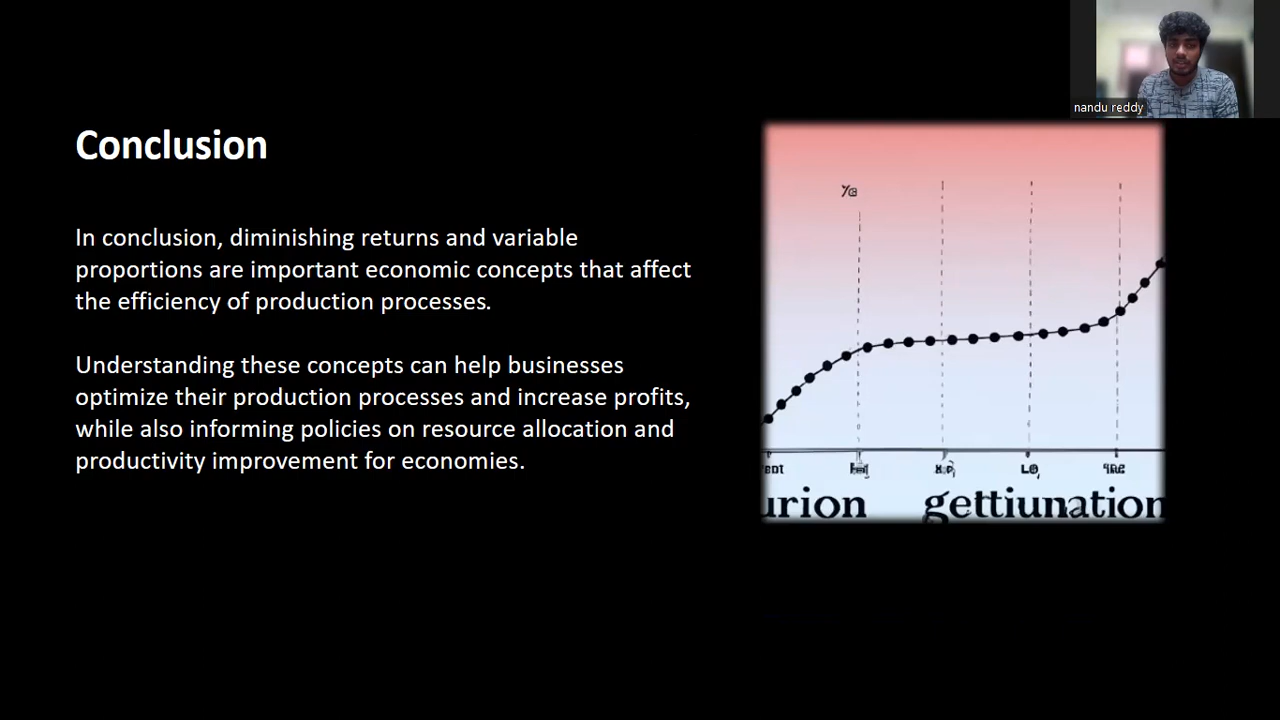 nandu reddy
Conclusion
In conclusion, diminishing returns and variable
proportions are important economic concepts that affect
the efficiency of production processes.
Understanding these concepts can help businesses
optimize their production processes and increase profits,
while also informing policies on resource allocation and
productivity improvement for economies.
urion gettiunation